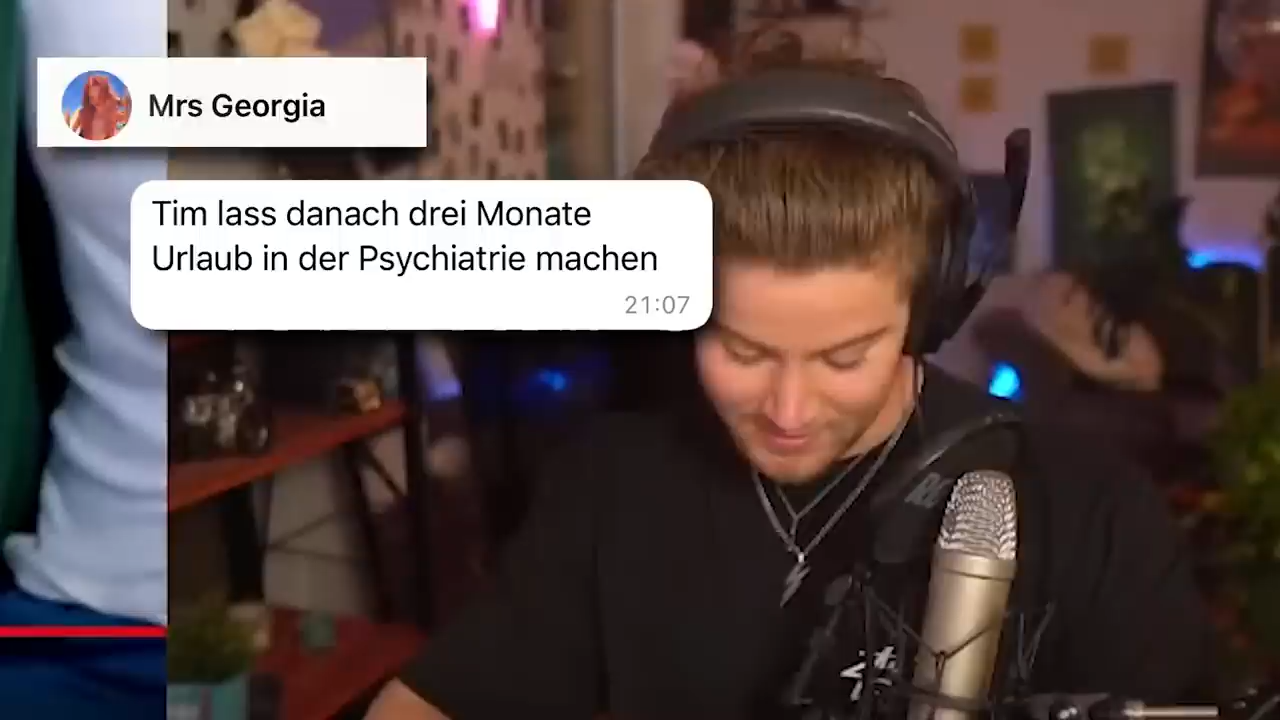 Mrs Georgia
Tim lass danach drei Monate
Urlaub in der Psychiatrie machen
21:07